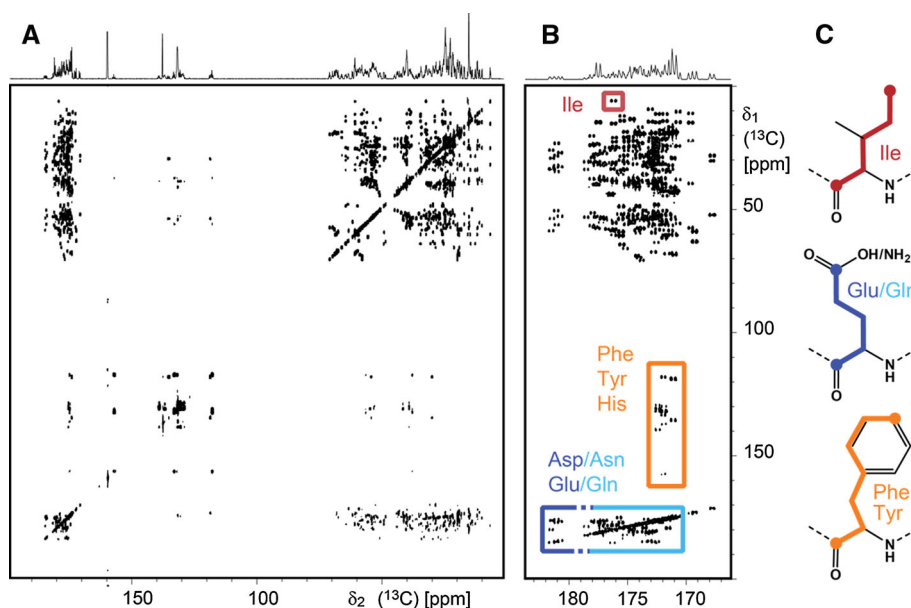 A
B
C
Ile
δ1
(13C)
[ppm]
50
100
150
Phe
Tyr
His
Asp/Asn
Glu/Gln
150
100
δ2 (13C) [ppm]
180
175
170
Ile
O
N
H
O
OH/NH2
Glu/Gln
O
N
H
Phe
Tyr
O
N
H